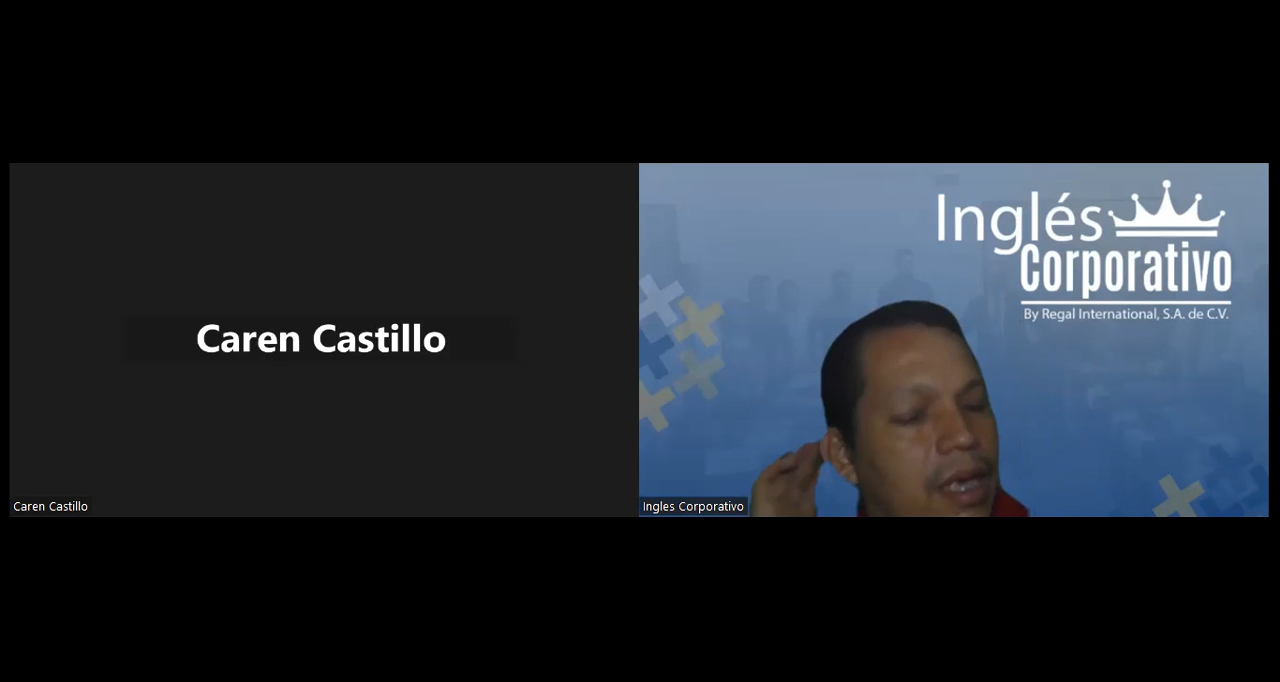 Caren Castillo
Caren Castillo
Inglés
Corporativo
By Regal International, S.A. de C.V.
Ingles Corporativo